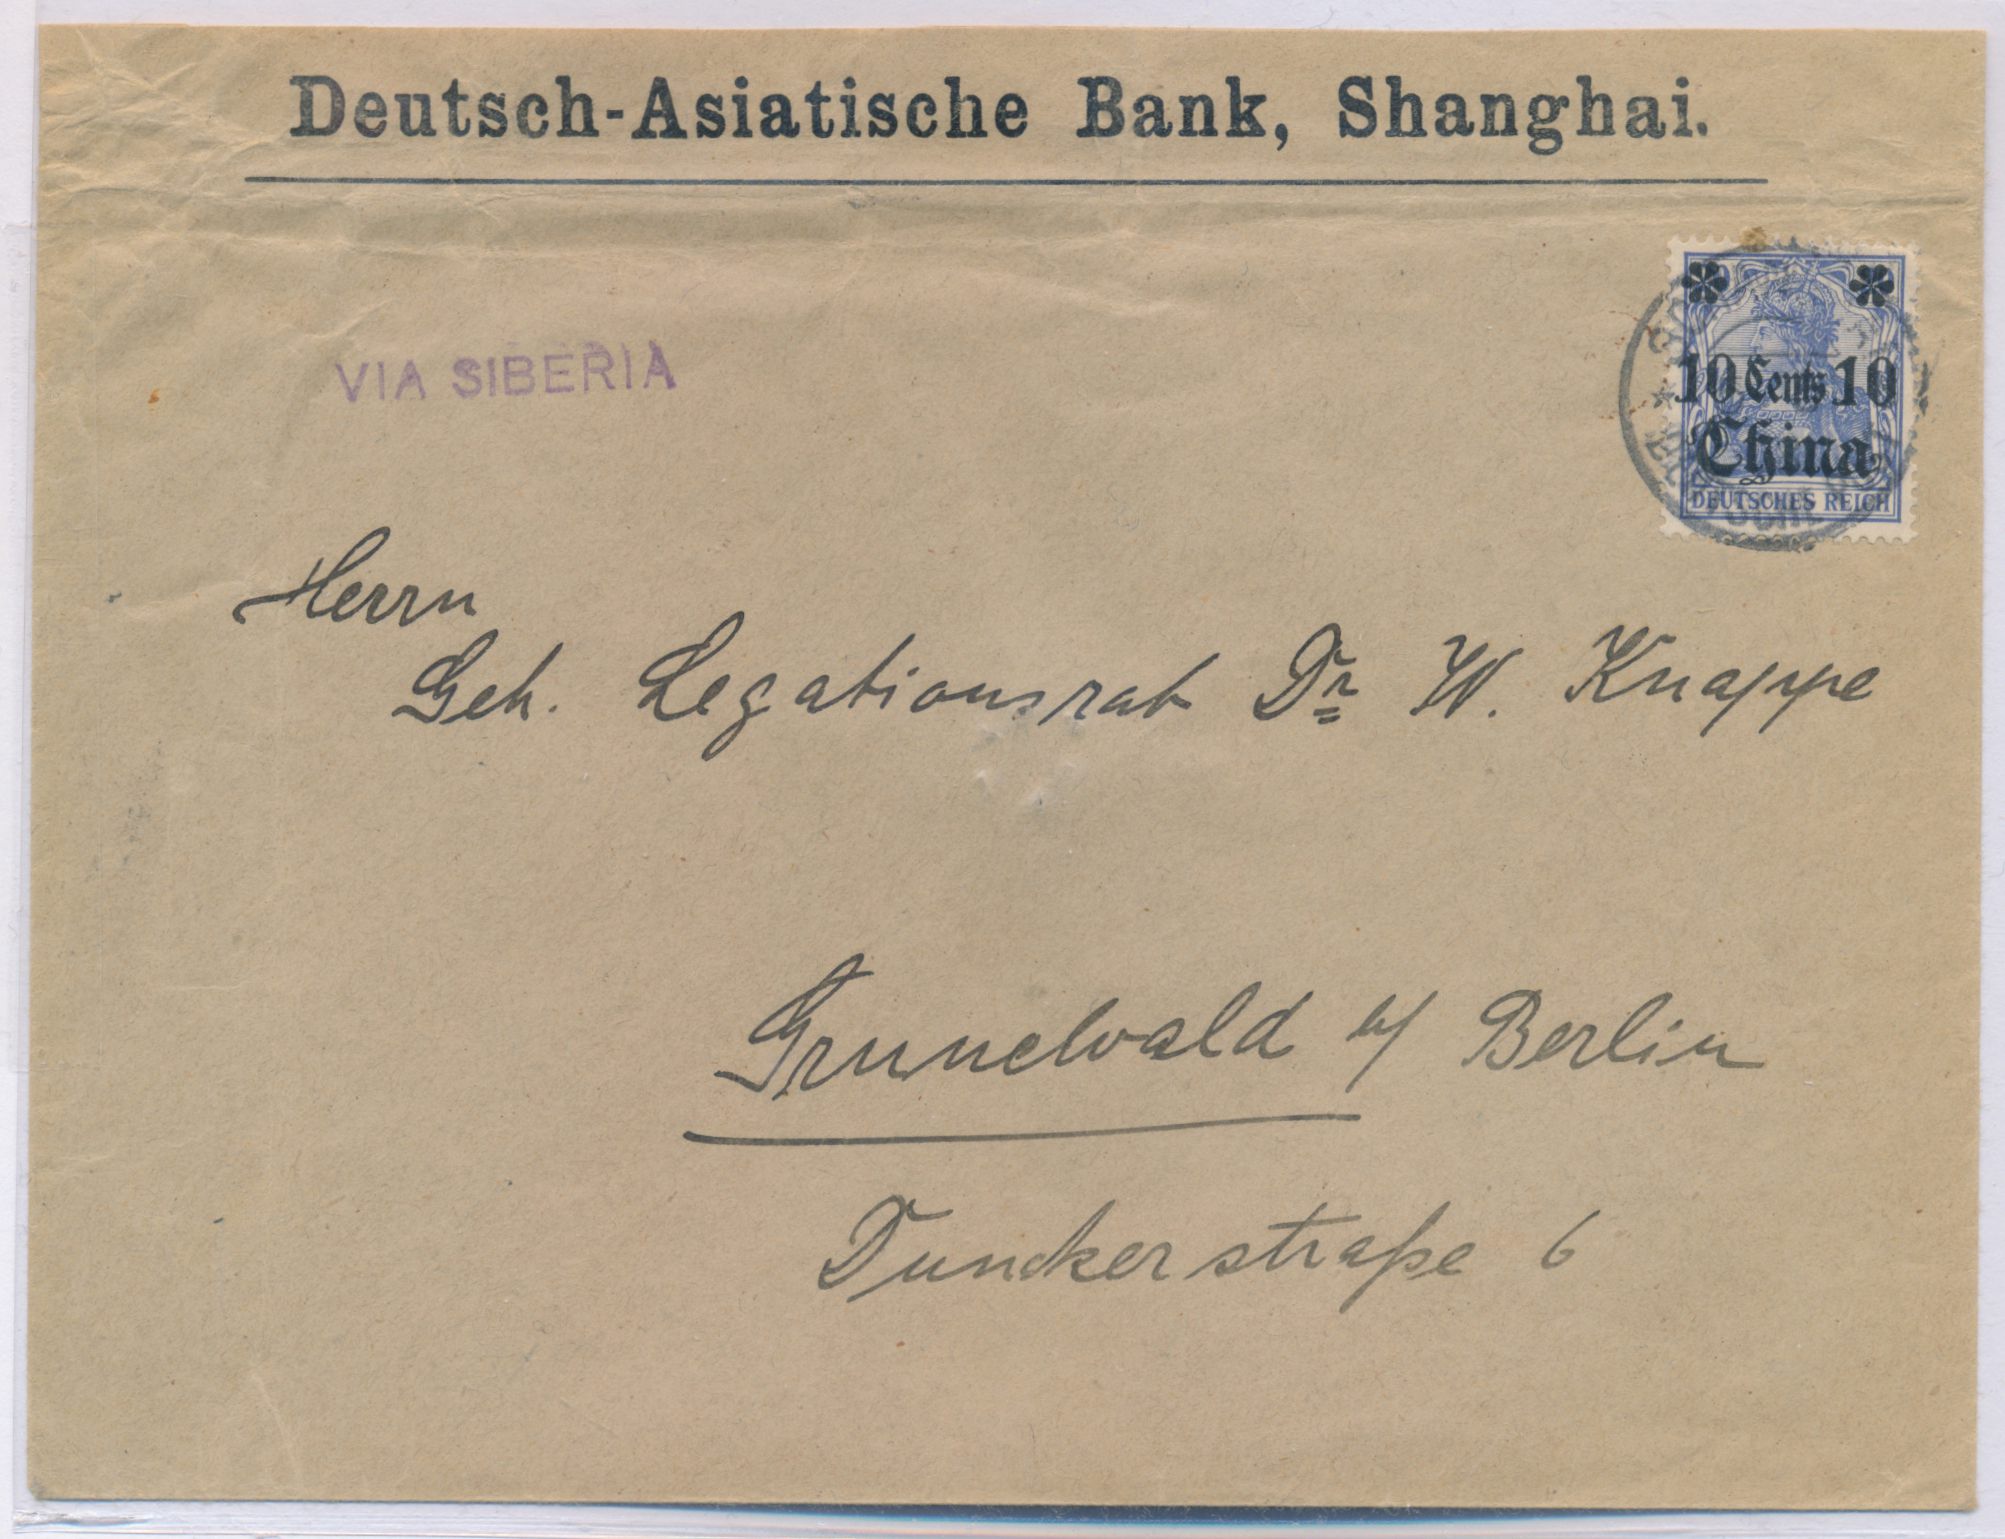 Deutsch-Asiatische Bank, Shanghai.
VIA SIBERIA
10 Cents 10
China
DEUTSCHES REICH
Herrn
Geh. Legationsrat Dr W. Knappe
Grunewald b/ Berlin
Dunckerstraße 6